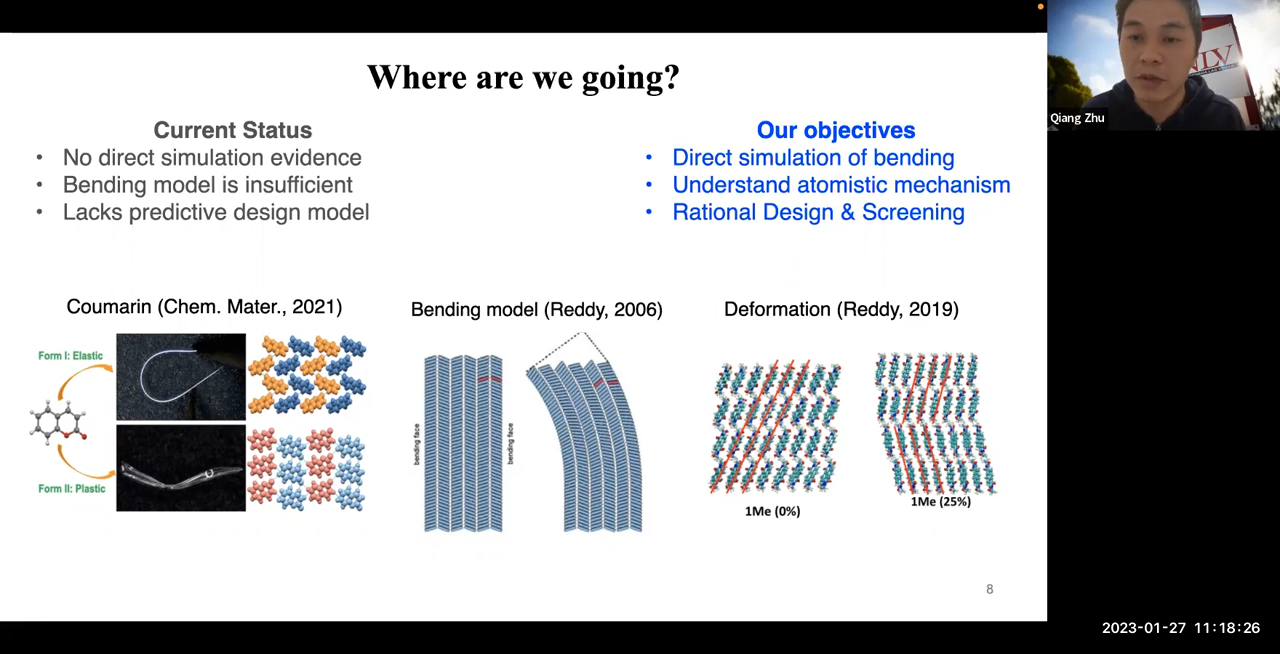 Where are we going?
Current Status
• No direct simulation evidence
• Bending model is insufficient
• Lacks predictive design model
Our objectives
• Direct simulation of bending
• Understand atomistic mechanism
• Rational Design & Screening
Coumarin (Chem. Mater., 2021)
Form I: Elastic
Form II: Plastic
Bending model (Reddy, 2006)
bending face
bending face
Deformation (Reddy, 2019)
1Me (0%)
1Me (25%)
8
NLV
Qiang Zhu
2023-01-27 11:18:26